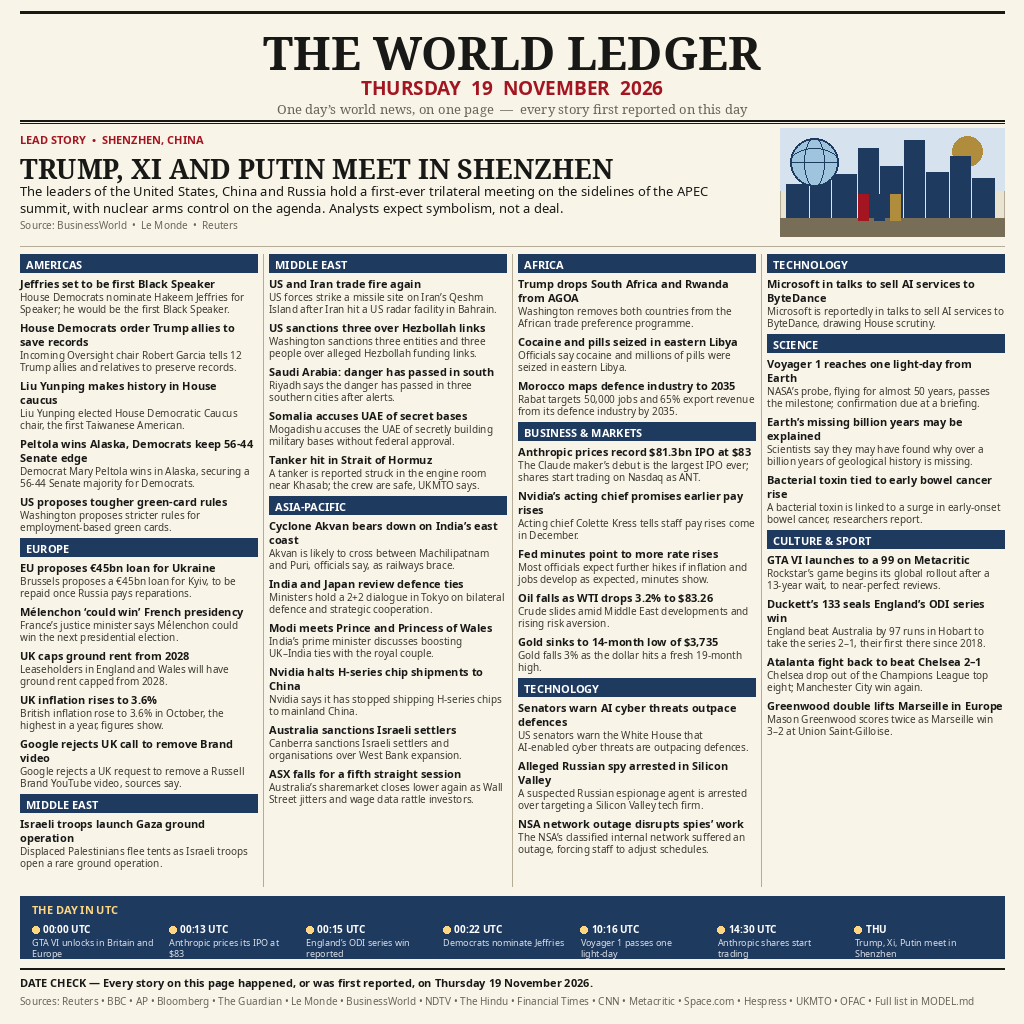 THE WORLD LEDGER
THURSDAY 19 NOVEMBER 2026
One day's world news, on one page — every story first reported on this day
LEAD STORY • SHENZHEN, CHINA
TRUMP, XI AND PUTIN MEET IN SHENZHEN
The leaders of the United States, China and Russia hold a first-ever trilateral meeting on the sidelines of the APEC
summit, with nuclear arms control on the agenda. Analysts expect symbolism, not a deal.
Source: BusinessWorld • Le Monde • Reuters
AMERICAS
Jeffries set to be first Black Speaker
House Democrats nominate Hakeem Jeffries for
Speaker; he would be the first Black Speaker.
House Democrats order Trump allies to
save records
Incoming Oversight chair Robert Garcia tells 12
Trump allies and relatives to preserve records.
Liu Yunping makes history in House
caucus
Liu Yunping elected House Democratic Caucus
chair, the first Taiwanese American.
Peltola wins Alaska, Democrats keep 56-44
Senate edge
Democrat Mary Peltola wins in Alaska, securing a
56-44 Senate majority for Democrats.
US proposes tougher green-card rules
Washington proposes stricter rules for
employment-based green cards.
EUROPE
EU proposes €45bn loan for Ukraine
Brussels proposes a €45bn loan for Kyiv, to be
repaid once Russia pays reparations.
Mélenchon ‘could win’ French presidency
France’s justice minister says Mélenchon could
win the next presidential election.
UK caps ground rent from 2028
Leaseholders in England and Wales will have
ground rent capped from 2028.
UK inflation rises to 3.6%
British inflation rose to 3.6% in October, the
highest in a year, figures show.
Google rejects UK call to remove Brand
video
Google rejects a UK request to remove a Russell
Brand YouTube video, sources say.
MIDDLE EAST
Israeli troops launch Gaza ground
operation
Displaced Palestinians flee tents as Israeli troops
open a rare ground operation.
MIDDLE EAST
US and Iran trade fire again
US forces strike a missile site on Iran’s Qeshm
Island after Iran hit a US radar facility in Bahrain.
US sanctions three over Hezbollah links
Washington sanctions three entities and three
people over alleged Hezbollah funding links.
Saudi Arabia: danger has passed in south
Riyadh says the danger has passed in three
southern cities after alerts.
Somalia accuses UAE of secret bases
Mogadishu accuses the UAE of secretly building
military bases without federal approval.
Tanker hit in Strait of Hormuz
A tanker is reported struck in the engine room
near Khasab; the crew are safe, UKMTO says.
ASIA-PACIFIC
Cyclone Akvan bears down on India’s east
coast
Akvan is likely to cross between Machilipatnam
and Puri, officials say, as railways brace.
India and Japan review defence ties
Ministers hold a 2+2 dialogue in Tokyo on bilateral
defence and strategic cooperation.
Modi meets Prince and Princess of Wales
India’s prime minister discusses boosting
UK–India ties with the royal couple.
Nvidia halts H-series chip shipments to
China
Nvidia says it has stopped shipping H-series chips
to mainland China.
Australia sanctions Israeli settlers
Canberra sanctions Israeli settlers and
organisations over West Bank expansion.
ASX falls for a fifth straight session
Australia’s sharemarket closes lower again as Wall
Street jitters and wage data rattle investors.
AFRICA
Trump drops South Africa and Rwanda
from AGOA
Washington removes both countries from the
African trade preference programme.
Cocaine and pills seized in eastern Libya
Officials say cocaine and millions of pills were
seized in eastern Libya.
Morocco maps defence industry to 2035
Rabat targets 50,000 jobs and 65% export revenue
from its defence industry by 2035.
BUSINESS & MARKETS
Anthropic prices record $81.3bn IPO at $83
The Claude maker’s debut is the largest IPO ever;
shares start trading on Nasdaq as ANT.
Nvidia’s acting chief promises earlier pay
rises
Acting chief Colette Kress tells staff pay rises come
in December.
Fed minutes point to more rate rises
Most officials expect further hikes if inflation and
jobs develop as expected, minutes show.
Oil falls as WTI drops 3.2% to $83.26
Crude slides amid Middle East developments and
rising risk aversion.
Gold sinks to 14-month low of $3,735
Gold falls 3% as the dollar hits a fresh 19-month
high.
TECHNOLOGY
Senators warn AI cyber threats outpace
defences
US senators warn the White House that
AI-enabled cyber threats are outpacing defences.
Alleged Russian spy arrested in Silicon
Valley
A suspected Russian espionage agent is arrested
over targeting a Silicon Valley tech firm.
NSA network outage disrupts spies’ work
The NSA’s classified internal network suffered an
outage, forcing staff to adjust schedules.
TECHNOLOGY
Microsoft in talks to sell AI services to
ByteDance
Microsoft is reportedly in talks to sell AI services to
ByteDance, drawing House scrutiny.
SCIENCE
Voyager 1 reaches one light-day from
Earth
NASA’s probe, flying for almost 50 years, passes
the milestone; confirmation due at a briefing.
Earth’s missing billion years may be
explained
Scientists say they may have found why over a
billion years of geological history is missing.
Bacterial toxin tied to early bowel cancer
rise
A bacterial toxin is linked to a surge in early-onset
bowel cancer, researchers report.
CULTURE & SPORT
GTA VI launches to a 99 on Metacritic
Rockstar’s game begins its global rollout after a
13-year wait, to near-perfect reviews.
Duckett’s 133 seals England’s ODI series
win
England beat Australia by 97 runs in Hobart to
take the series 2–1, their first there since 2018.
Atalanta fight back to beat Chelsea 2–1
Chelsea drop out of the Champions League top
eight; Manchester City win again.
Greenwood double lifts Marseille in Europe
Mason Greenwood scores twice as Marseille win
3–2 at Union Saint-Gilloise.
THE DAY IN UTC
00:00 UTC
GTA VI unlocks in Britain and
Europe
00:13 UTC
Anthropic prices its IPO at
$83
00:15 UTC
England’s ODI series win
reported
00:22 UTC
Democrats nominate Jeffries
10:16 UTC
Voyager 1 passes one
light-day
14:30 UTC
Anthropic shares start
trading
THU
Trump, Xi, Putin meet in
Shenzhen
DATE CHECK — Every story on this page happened, or was first reported, on Thursday 19 November 2026.
Sources: Reuters • BBC • AP • Bloomberg • The Guardian • Le Monde • BusinessWorld • NDTV • The Hindu • Financial Times • CNN • Metacritic • Space.com • Hespress • UKMTO • OFAC • Full list in MODEL.md